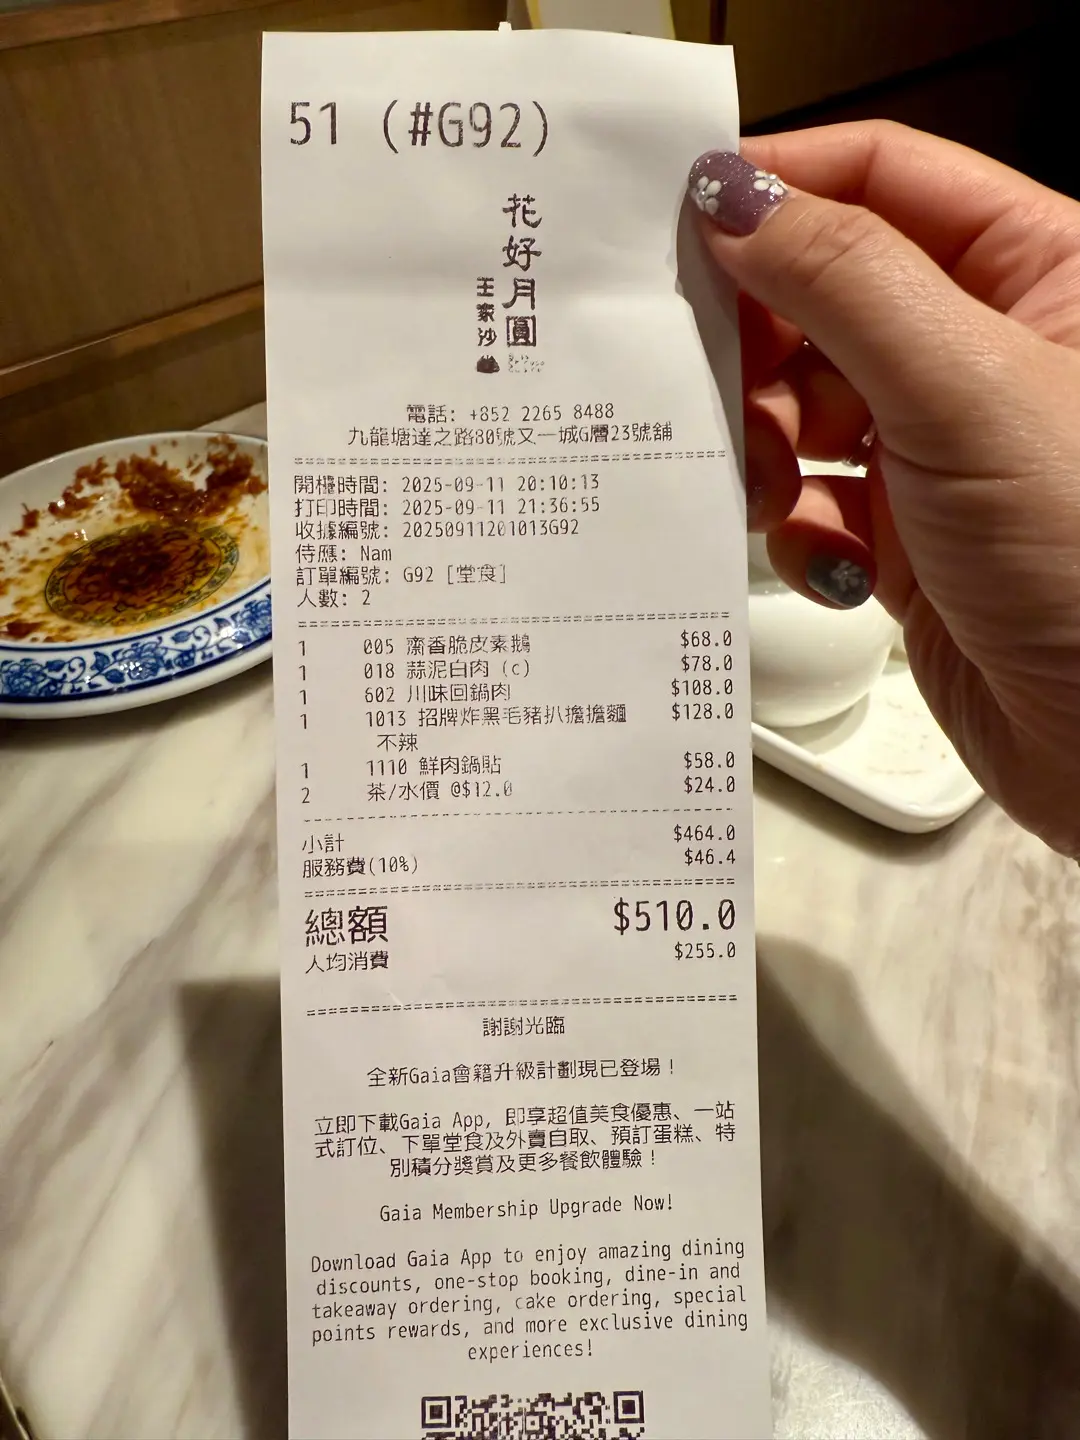 51 (#G92)
花好月圓
王家沙
電話: +852 2265 8488
九龍塘達之路80號又一城G層23號舖
開檯時間: 2025-09-11 20:10:13
打印時間: 2025-09-11 21:36:55
收據編號: 20250911201013G92
侍應: Nam
訂單編號: G92 [堂食]
人數: 2
1 005 齋香脆皮素鵝 $68.0
1 018 蒜泥白肉 (c) $78.0
1 602 川味回鍋肉 $108.0
1 1013 招牌炸黑毛豬扒擔擔麵 $128.0
不辣
1 1110 鮮肉鍋貼 $58.0
2 茶/水價 @$12.0 $24.0
小計 $464.0
服務費(10%) $46.4
總額 $510.0
人均消費 $255.0
謝謝光臨
全新Gaia會籍升級計劃現已登場！
立即下載Gaia App, 即享超值美食優惠、一站
式訂位、下單堂食及外賣自取、預訂蛋糕、特
別積分獎賞及更多餐飲體驗！
Gaia Membership Upgrade Now!
Download Gaia App to enjoy amazing dining
discounts, one-stop booking, dine-in and
takeaway ordering, cake ordering, special
points rewards, and more exclusive dining
experiences!